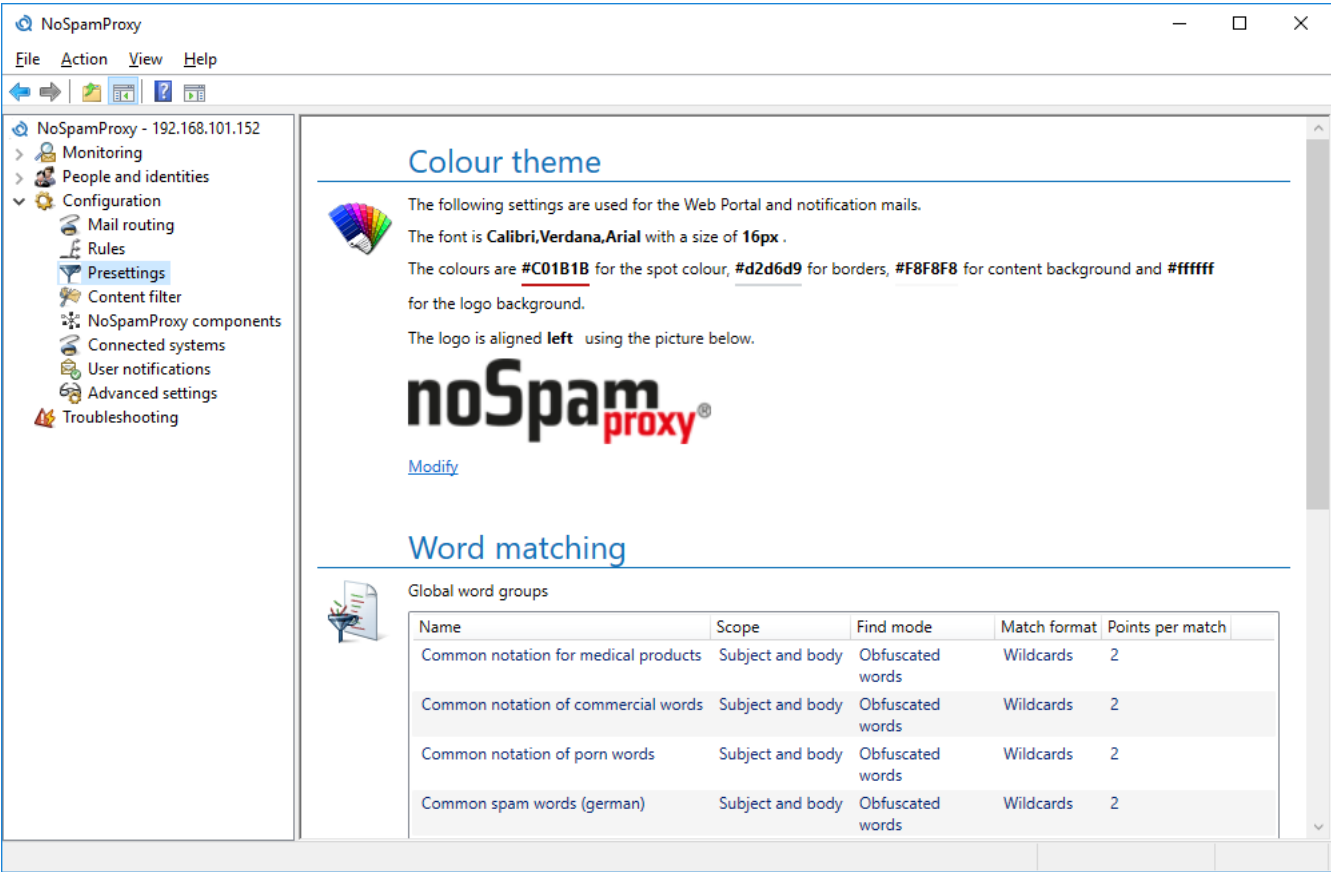 NoSpamProxy
File Action View Help
NoSpamProxy - 192.168.101.152
Monitoring
People and identities
Configuration
Mail routing
Rules
Presettings
Content filter
NoSpamProxy components
Connected systems
User notifications
Advanced settings
Troubleshooting
Colour theme
The following settings are used for the Web Portal and notification mails.
The font is Calibri,Verdana,Arial with a size of 16px .
The colours are #C01B1B for the spot colour, #d2d6d9 for borders, #F8F8F8 for content background and #ffffff
for the logo background.
The logo is aligned left using the picture below.
noSpam
proxy®
Modify
Word matching
Global word groups
Name Scope Find mode Match format Points per match
Common notation for medical products Subject and body Obfuscated Wildcards 2
words
Common notation of commercial words Subject and body Obfuscated Wildcards 2
words
Common notation of porn words Subject and body Obfuscated Wildcards 2
words
Common spam words (german) Subject and body Obfuscated Wildcards 2
words